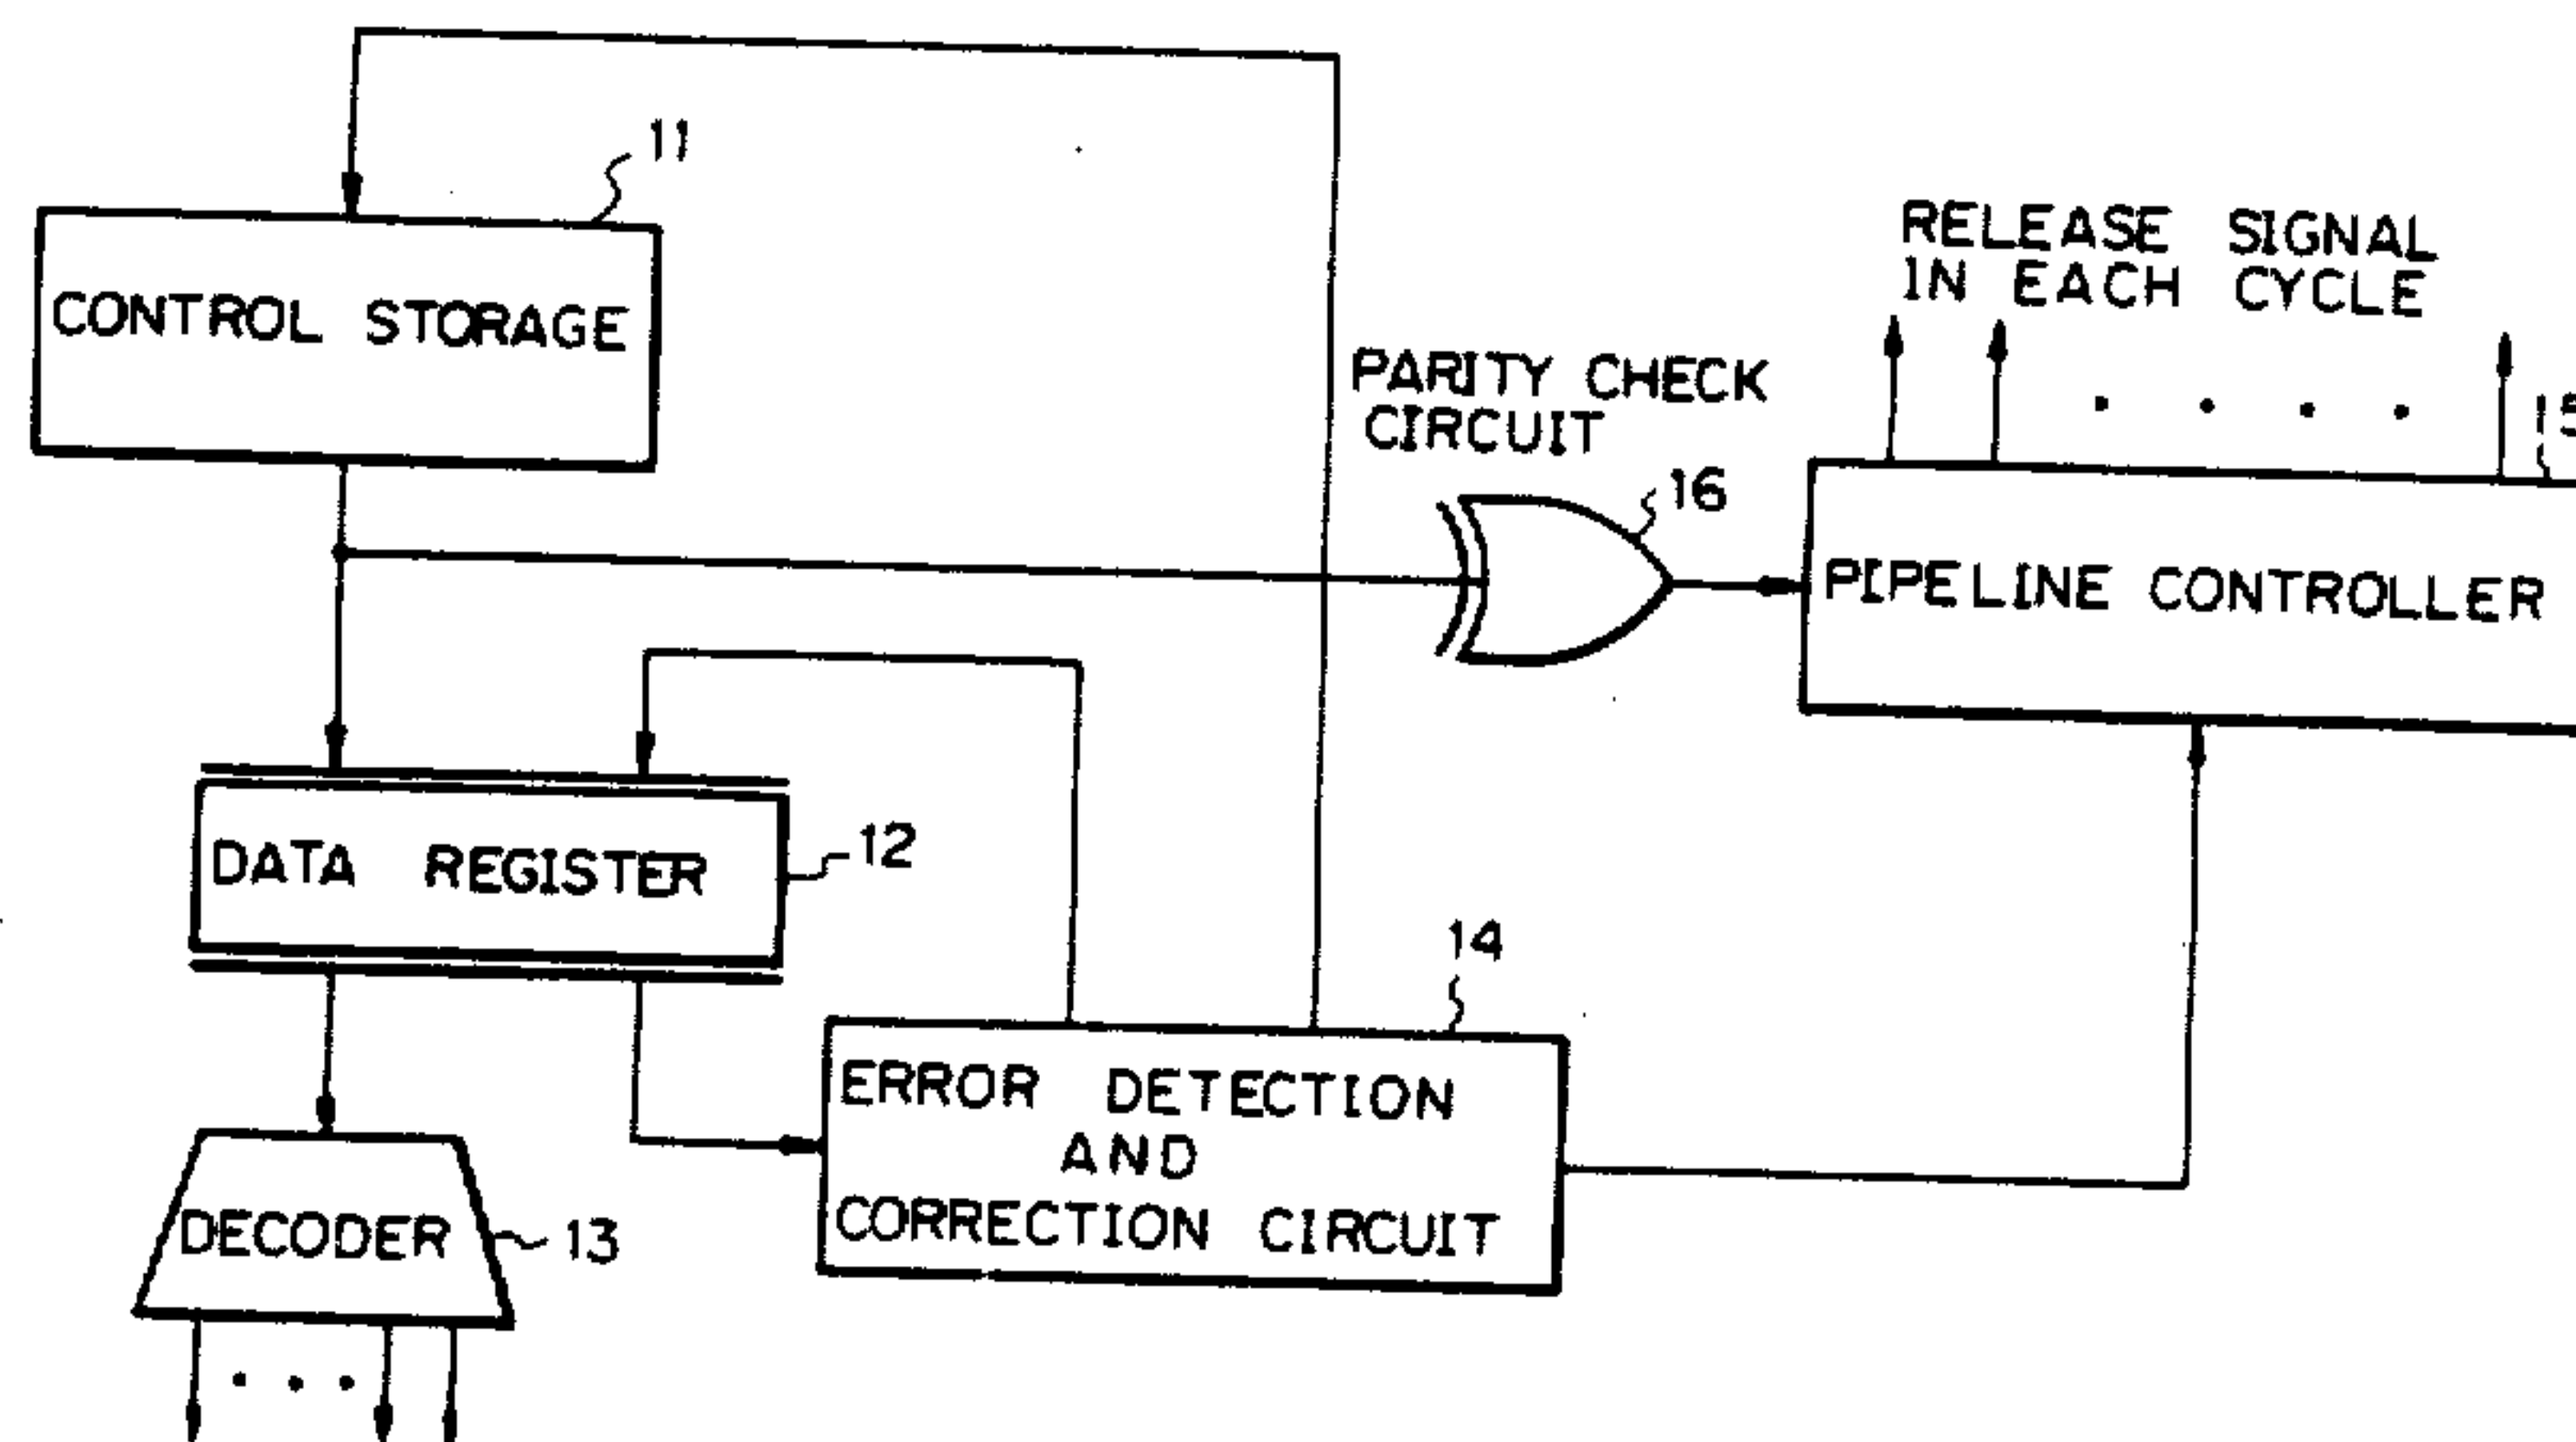 11
CONTROL STORAGE
RELEASE SIGNAL
IN EACH CYCLE
PARITY CHECK
CIRCUIT
16
15
PIPELINE CONTROLLER
DATA REGISTER
12
14
ERROR DETECTION
AND
CORRECTION CIRCUIT
DECODER
13